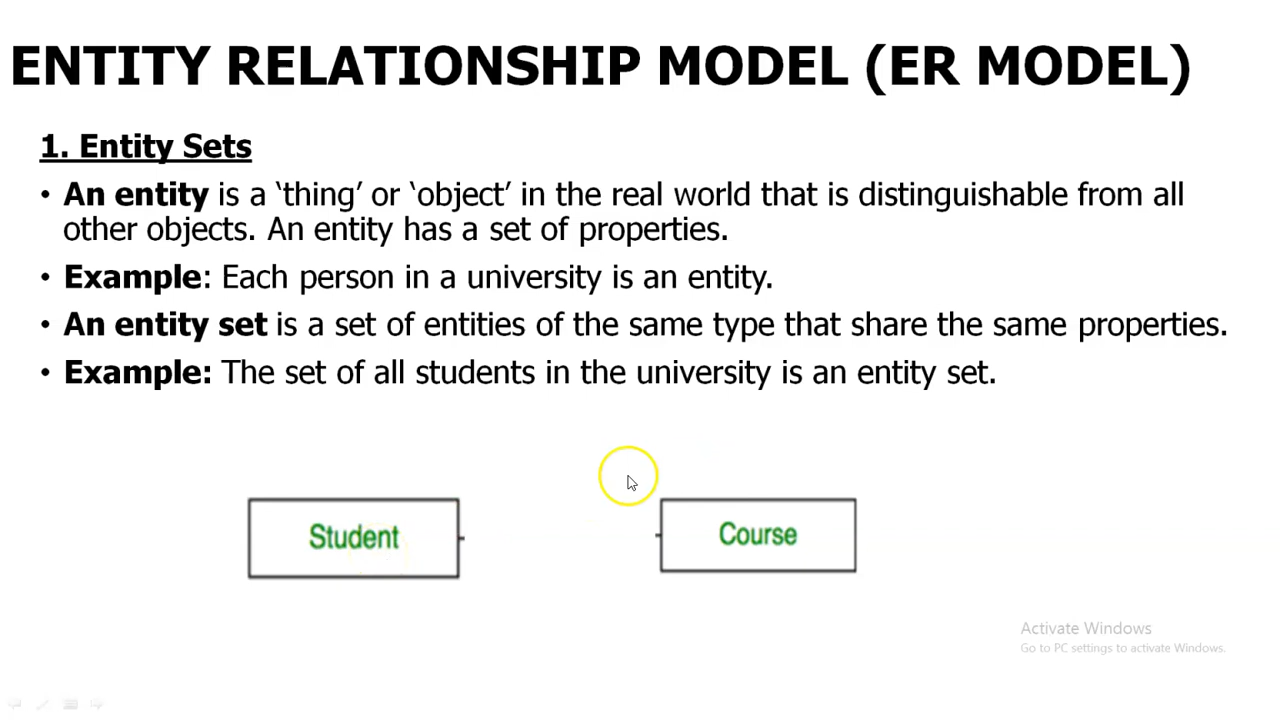 ENTITY RELATIONSHIP MODEL (ER MODEL)
1. Entity Sets
• An entity is a ‘thing’ or ‘object’ in the real world that is distinguishable from all
other objects. An entity has a set of properties.
• Example: Each person in a university is an entity.
• An entity set is a set of entities of the same type that share the same properties.
• Example: The set of all students in the university is an entity set.
Student
Course
Activate Windows
Go to PC settings to activate Windows.